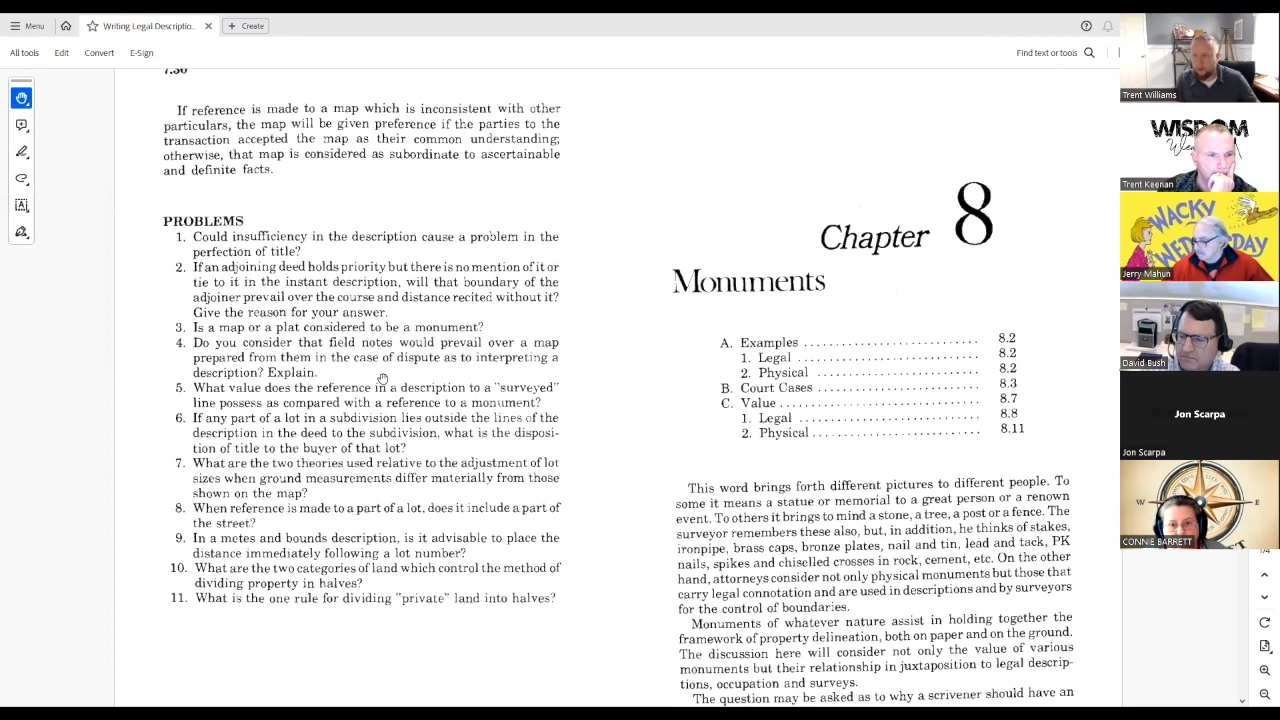 Menu
Writing Legal Descriptio...
Create
All tools
Edit
Convert
E-Sign
Find text or tools
7.30
If reference is made to a map which is inconsistent with other
particulars, the map will be given preference if the parties to the
transaction accepted the map as their common understanding;
otherwise, that map is considered as subordinate to ascertainable
and definite facts.
PROBLEMS
1. Could insufficiency in the description cause a problem in the
perfection of title?
2. If an adjoining deed holds priority but there is no mention of it or
tie to it in the instant description, will that boundary of the
adjoiner prevail over the course and distance recited without it?
Give the reason for your answer.
3. Is a map or a plat considered to be a monument?
4. Do you consider that field notes would prevail over a map
prepared from them in the case of dispute as to interpreting a
description? Explain.
5. What value does the reference in a description to a "surveyed"
line possess as compared with a reference to a monument?
6. If any part of a lot in a subdivision lies outside the lines of the
description in the deed to the subdivision, what is the disposi-
tion of title to the buyer of that lot?
7. What are the two theories used relative to the adjustment of lot
sizes when ground measurements differ materially from those
shown on the map?
8. When reference is made to a part of a lot, does it include a part of
the street?
9. In a metes and bounds description, is it advisable to place the
distance immediately following a lot number?
10. What are the two categories of land which control the method of
dividing property in halves?
11. What is the one rule for dividing "private" land into halves?
Chapter 8
Monuments
A. Examples .............................. 8.2
1. Legal .............................. 8.2
2. Physical .............................. 8.2
B. Court Cases .............................. 8.3
C. Value .............................. 8.7
1. Legal .............................. 8.8
2. Physical .............................. 8.11
This word brings forth different pictures to different people. To
some it means a statue or memorial to a great person or a renown
event. To others it brings to mind a stone, a tree, a post or a fence. The
surveyor remembers these also, but, in addition, he thinks of stakes,
ironpipe, brass caps, bronze plates, nail and tin, lead and tack, PK
nails, spikes and chiselled crosses in rock, cement, etc. On the other
hand, attorneys consider not only physical monuments but those that
carry legal connotation and are used in descriptions and by surveyors
for the control of boundaries.
Monuments of whatever nature assist in holding together the
framework of property delineation, both on paper and on the ground.
The discussion here will consider not only the value of various
monuments but their relationship in juxtaposition to legal descrip-
tions, occupation and surveys.
The question may be asked as to why a scrivener should have an
Trent Williams
WISDOM
Trent Keenan
WACKY
WEDNESDAY
Jerry Mahun
David Bush
Jon Scarpa
Jon Scarpa
W
E
CONNIE BARRETT